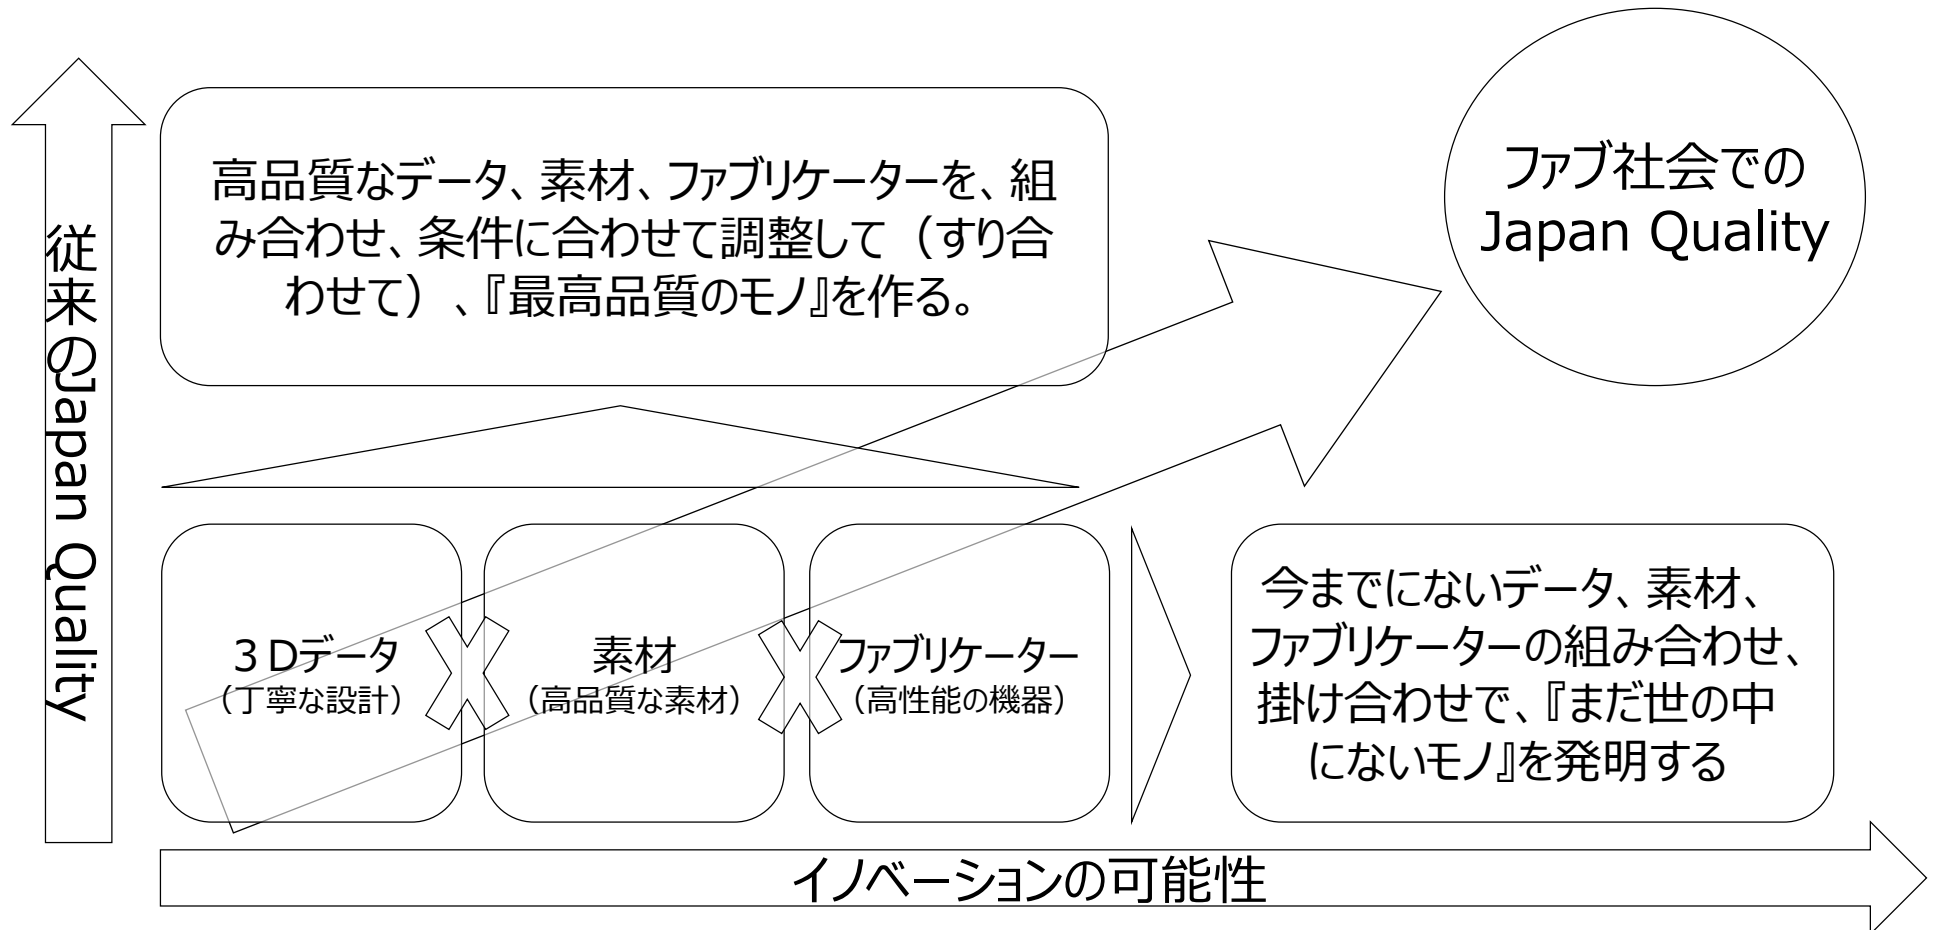 従来のJapan Quality
高品質なデータ、素材、ファブリケーターを、組
み合わせ、条件に合わせて調整して（すり合
わせて）、『最高品質のモノ』を作る。
ファブ社会での
Japan Quality
３Dデータ
（丁寧な設計）
素材
（高品質な素材）
ファブリケーター
（高性能の機器）
今までにないデータ、素材、
ファブリケーターの組み合わせ、
掛け合わせで、『まだ世の中
にないモノ』を発明する
イノベーションの可能性